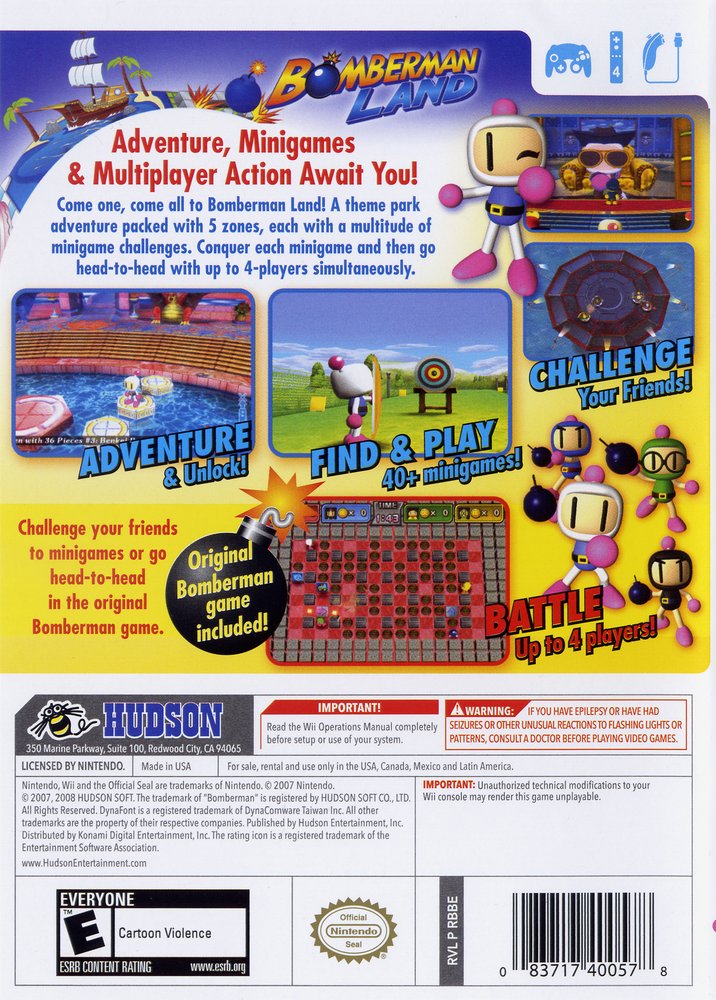 BOMBERMAN
LAND
4
Adventure, Minigames
& Multiplayer Action Await You!
Come one, come all to Bomberman Land! A theme park
adventure packed with 5 zones, each with a multitude of
minigame challenges. Conquer each minigame and then go
head-to-head with up to 4-players simultaneously.
CHALLENGE
Your Friends!
n with 36 Pieces #3:
ADVENTURE
& Unlock!
FIND & PLAY
40+ minigames!
Challenge your friends
to minigames or go
head-to-head
in the original
Bomberman game.
Original
Bomberman
game
included!
TIME
1:43
x 0
x 0
x 0
BATTLE
Up to 4 players!
HUDSON
350 Marine Parkway, Suite 100, Redwood City, CA 94065
IMPORTANT!
Read the Wii Operations Manual completely
before setup or use of your system.
WARNING: IF YOU HAVE EPILEPSY OR HAVE HAD
SEIZURES OR OTHER UNUSUAL REACTIONS TO FLASHING LIGHTS OR
PATTERNS, CONSULT A DOCTOR BEFORE PLAYING VIDEO GAMES.
LICENSED BY NINTENDO.
Made in USA
For sale, rental and use only in the USA, Canada, Mexico and Latin America.
Nintendo, Wii and the Official Seal are trademarks of Nintendo. © 2007 Nintendo.
© 2007, 2008 HUDSON SOFT. The trademark of "Bomberman" is registered by HUDSON SOFT CO., LTD.
All Rights Reserved. DynaFont is a registered trademark of DynaComware Taiwan Inc. All other
trademarks are the property of their respective companies. Published by Hudson Entertainment, Inc.
Distributed by Konami Digital Entertainment, Inc. The rating icon is a registered trademark of the
Entertainment Software Association.
www.HudsonEntertainment.com
IMPORTANT: Unauthorized technical modifications to your
Wii console may render this game unplayable.
EVERYONE
TM
E
Cartoon Violence
ESRB CONTENT RATING www.esrb.org
Official
Nintendo
Seal
®
RVL P RBBE
0 83717 40057 8